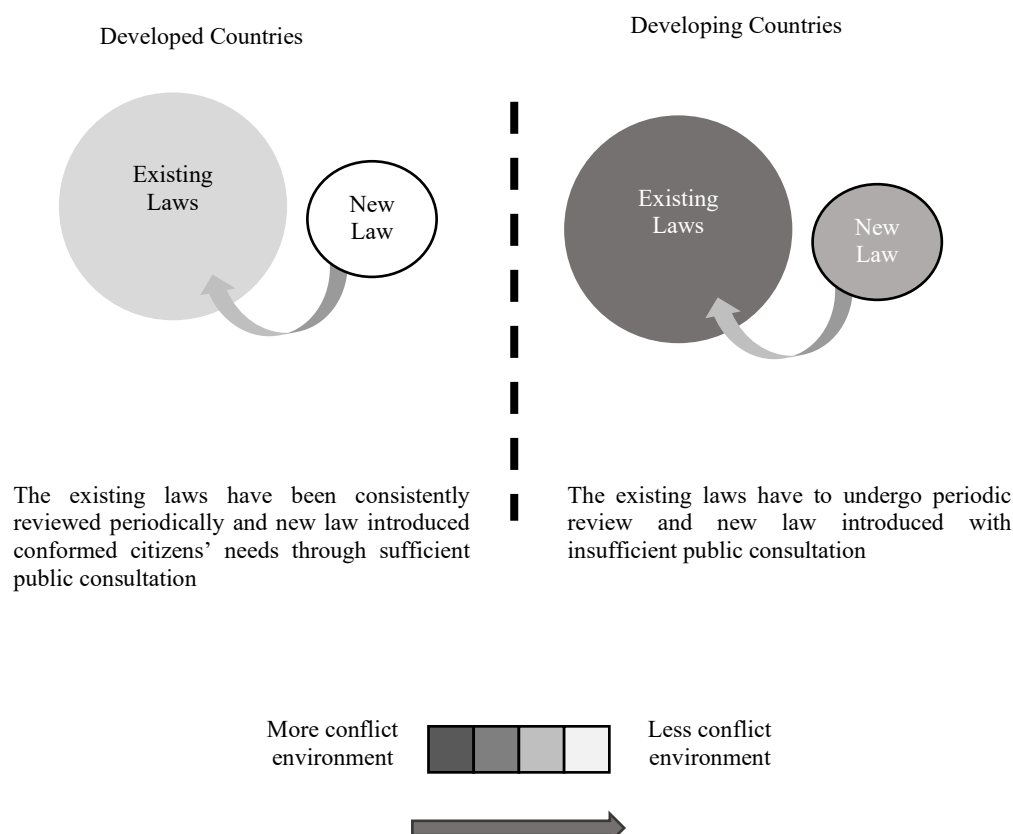 Developed Countries
Developing Countries
Existing
Laws
New
Law
Existing
Laws
New
Law
The existing laws have been consistently
reviewed periodically and new law introduced
conformed citizens’ needs through sufficient
public consultation
The existing laws have to undergo periodic
review and new law introduced with
insufficient public consultation
More conflict
environment
Less conflict
environment